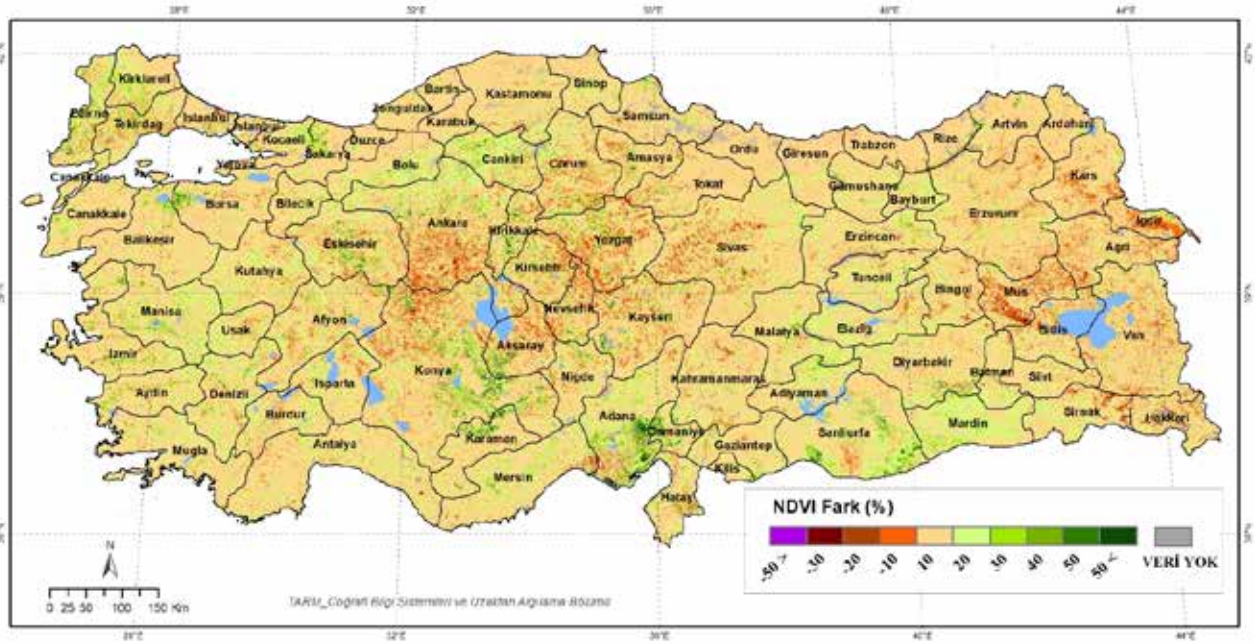 Kirklareli
Edirne
Tekirdag
Istanbul
Istanbul
Kocaeli
Yalova
Sakarya
Duzce
Zonguldak
Bartin
Karabuk
Kastamonu
Sinop
Samsun
Bolu
Cankiri
Corum
Amasya
Ordu
Giresun
Trabzon
Rize
Artvin
Ardahan
Canakkale
Canakkale
Bursa
Bilecik
Balikesir
Eskisehir
Ankara
Kirikkale
Yozgat
Tokat
Sivas
Gumushane
Bayburt
Erzincan
Erzurum
Kars
Igdir
Agri
Kutahya
Kirsehir
Manisa
Usak
Afyon
Nevsehir
Kayseri
Malatya
Tunceli
Elazig
Bingol
Mus
Bitlis
Van
Izmir
Aydin
Denizli
Isparta
Burdur
Konya
Aksaray
Nigde
Kahramanmaras
Adiyaman
Diyarbakir
Batman
Siirt
Sirnak
Hakkari
Mugla
Antalya
Karaman
Mersin
Adana
Osmaniye
Gaziantep
Kilis
Hatay
Sanliurfa
Mardin
NDVI Fark (%)
-50 > -30 -20 -10 10 20 30 40 50 50 < VERİ YOK
N
0 25 50 100 150 Km
TARM_Coğrafi Bilgi Sistemleri ve Uzaktan Algılama Bölümü